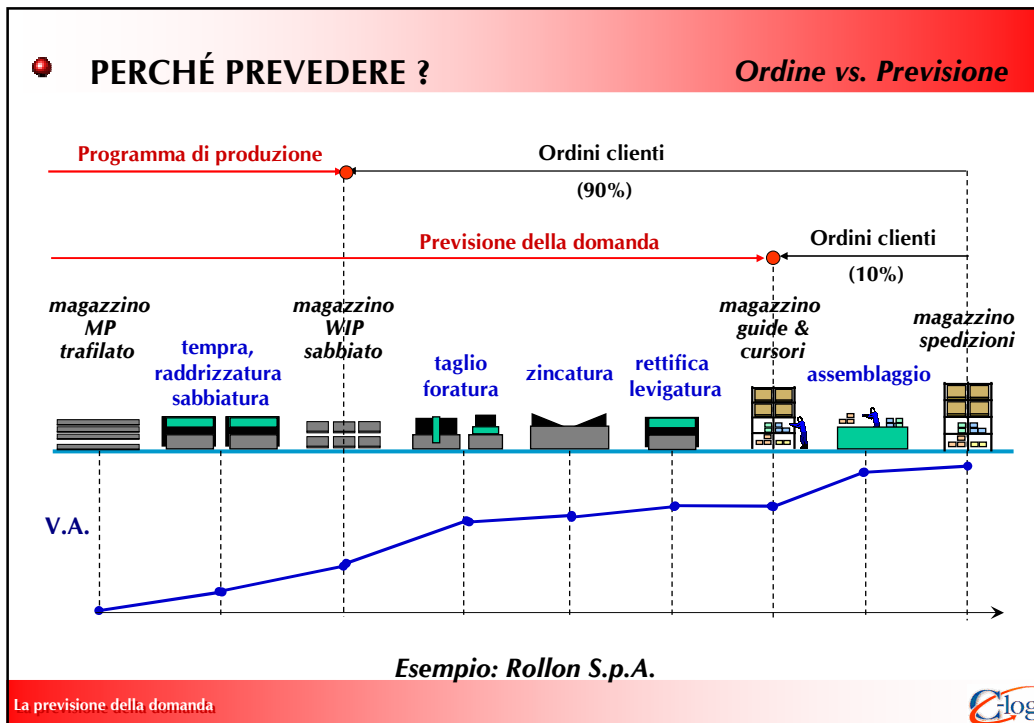 PERCHÉ PREVEDERE ?
Ordine vs. Previsione
Programma di produzione
Ordini clienti
(90%)
Previsione della domanda
Ordini clienti
(10%)
magazzino
MP
trafilato
tempra,
raddrizzatura
sabbiatura
magazzino
WIP
sabbiato
taglio
foratura
zincatura
rettifica
levigatura
magazzino
guide &
cursori
assemblaggio
magazzino
spedizioni
V.A.
Esempio: Rollon S.p.A.
La previsione della domanda
C-log